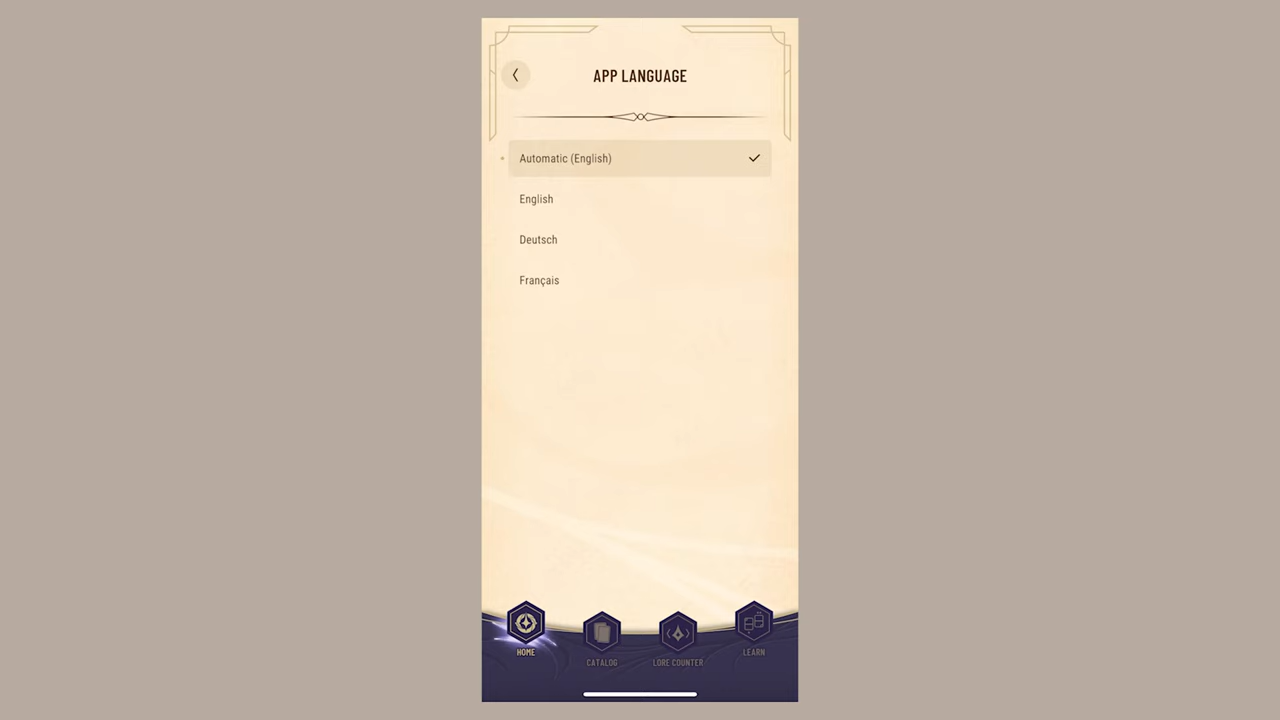 APP LANGUAGE
Automatic (English)
English
Deutsch
Français
HOME
CATALOG
LORE COUNTER
LEARN